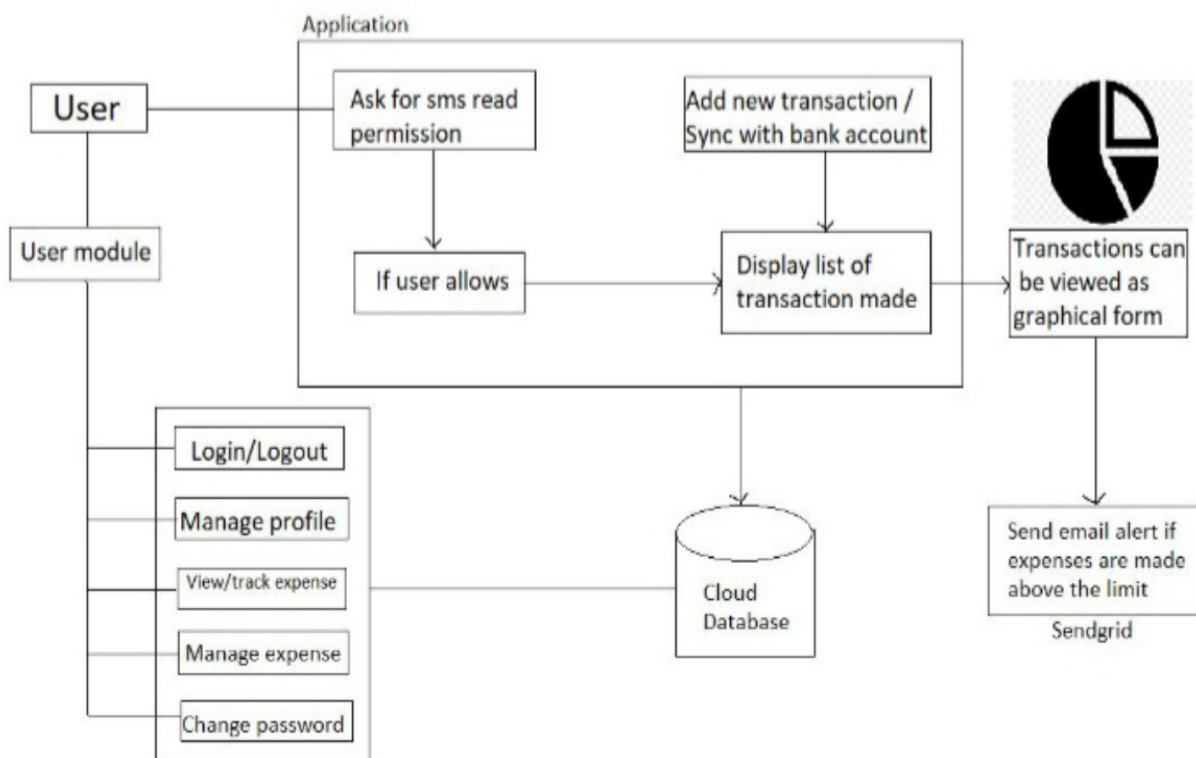 Application
User
Ask for sms read
permission
Add new transaction /
Sync with bank account
User module
If user allows
Display list of
transaction made
Transactions can
be viewed as
graphical form
Login/Logout
Manage profile
View/track expense
Manage expense
Change password
Cloud
Database
Send email alert if
expenses are made
above the limit
Sendgrid